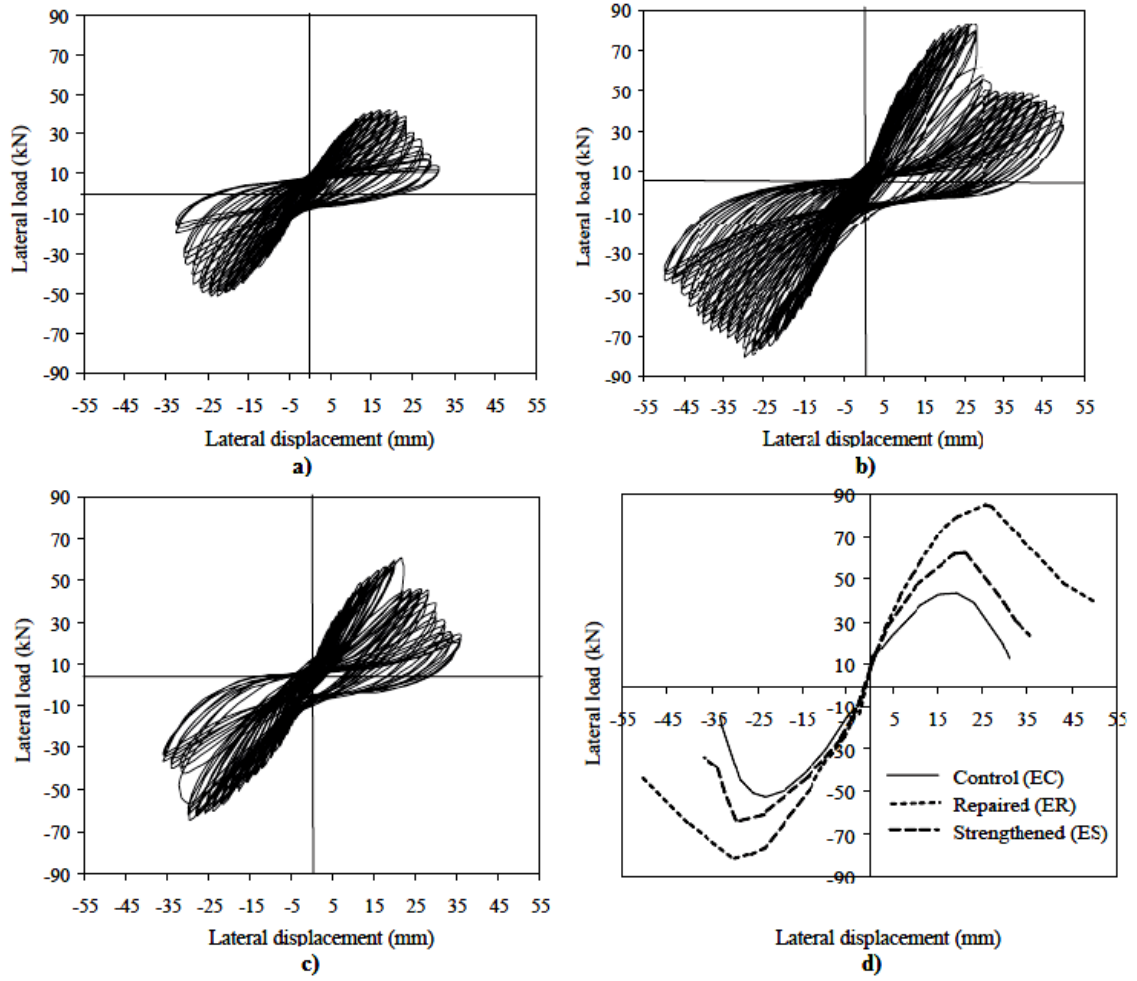 90
70
50
30
10
-10
-30
-50
-70
-90
-55 -45 -35 -25 -15 -5 5 15 25 35 45 55
Lateral load (kN)
Lateral displacement (mm)
a)
90
70
50
30
10
-10
-30
-50
-70
-90
-55 -45 -35 -25 -15 -5 5 15 25 35 45 55
Lateral load (kN)
Lateral displacement (mm)
b)
90
70
50
30
10
-10
-30
-50
-70
-90
-55 -45 -35 -25 -15 -5 5 15 25 35 45 55
Lateral load (kN)
Lateral displacement (mm)
c)
90
70
50
30
10
-10
-30
-50
-70
-90
-55 -45 -35 -25 -15 5 15 25 35 45 55
Lateral load (kN)
Control (EC)
Repaired (ER)
Strengthened (ES)
Lateral displacement (mm)
d)